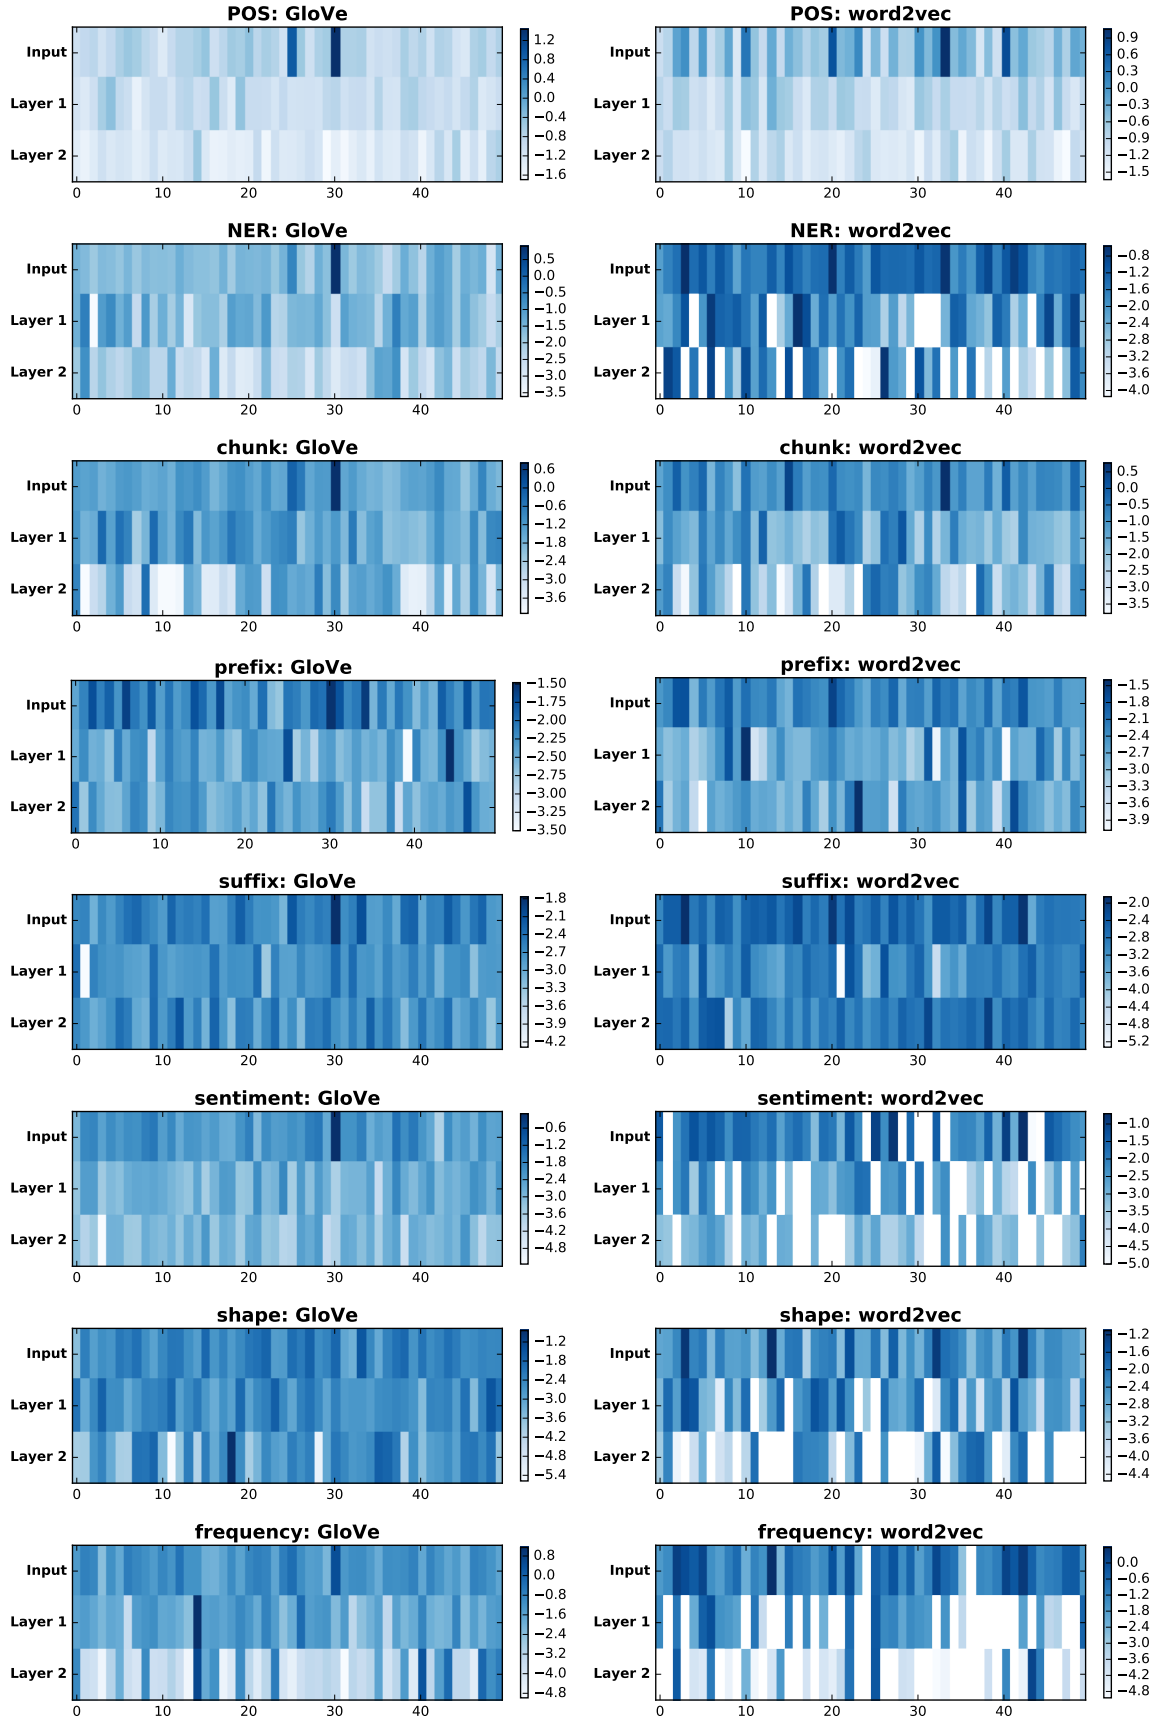 POS: GloVe
Input
Layer 1
Layer 2
0 10 20 30 40
1.2
0.8
0.4
0.0
−0.4
−0.8
−1.2
−1.6
POS: word2vec
Input
Layer 1
Layer 2
0 10 20 30 40
0.9
0.6
0.3
0.0
−0.3
−0.6
−0.9
−1.2
−1.5
NER: GloVe
Input
Layer 1
Layer 2
0 10 20 30 40
0.5
0.0
−0.5
−1.0
−1.5
−2.0
−2.5
−3.0
−3.5
NER: word2vec
Input
Layer 1
Layer 2
0 10 20 30 40
−0.8
−1.2
−1.6
−2.0
−2.4
−2.8
−3.2
−3.6
−4.0
chunk: GloVe
Input
Layer 1
Layer 2
0 10 20 30 40
0.6
0.0
−0.6
−1.2
−1.8
−2.4
−3.0
−3.6
chunk: word2vec
Input
Layer 1
Layer 2
0 10 20 30 40
0.5
0.0
−0.5
−1.0
−1.5
−2.0
−2.5
−3.0
−3.5
prefix: GloVe
Input
Layer 1
Layer 2
0 10 20 30 40
−1.50
−1.75
−2.00
−2.25
−2.50
−2.75
−3.00
−3.25
−3.50
prefix: word2vec
Input
Layer 1
Layer 2
0 10 20 30 40
−1.5
−1.8
−2.1
−2.4
−2.7
−3.0
−3.3
−3.6
−3.9
suffix: GloVe
Input
Layer 1
Layer 2
0 10 20 30 40
−1.8
−2.1
−2.4
−2.7
−3.0
−3.3
−3.6
−3.9
−4.2
suffix: word2vec
Input
Layer 1
Layer 2
0 10 20 30 40
−2.0
−2.4
−2.8
−3.2
−3.6
−4.0
−4.4
−4.8
−5.2
sentiment: GloVe
Input
Layer 1
Layer 2
0 10 20 30 40
−0.6
−1.2
−1.8
−2.4
−3.0
−3.6
−4.2
−4.8
sentiment: word2vec
Input
Layer 1
Layer 2
0 10 20 30 40
−1.0
−1.5
−2.0
−2.5
−3.0
−3.5
−4.0
−4.5
−5.0
shape: GloVe
Input
Layer 1
Layer 2
0 10 20 30 40
−1.2
−1.8
−2.4
−3.0
−3.6
−4.2
−4.8
−5.4
shape: word2vec
Input
Layer 1
Layer 2
0 10 20 30 40
−1.2
−1.6
−2.0
−2.4
−2.8
−3.2
−3.6
−4.0
−4.4
frequency: GloVe
Input
Layer 1
Layer 2
0 10 20 30 40
0.8
0.0
−0.8
−1.6
−2.4
−3.2
−4.0
−4.8
frequency: word2vec
Input
Layer 1
Layer 2
0 10 20 30 40
0.0
−0.6
−1.2
−1.8
−2.4
−3.0
−3.6
−4.2
−4.8